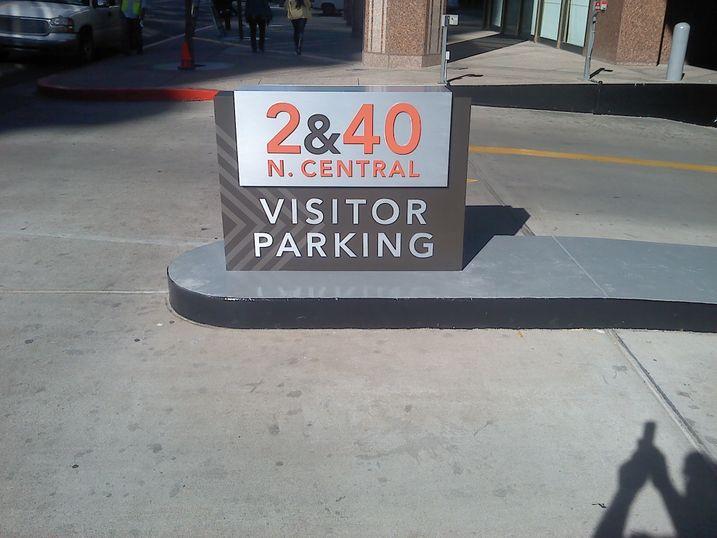 2&40
N. CENTRAL
VISITOR
PARKING